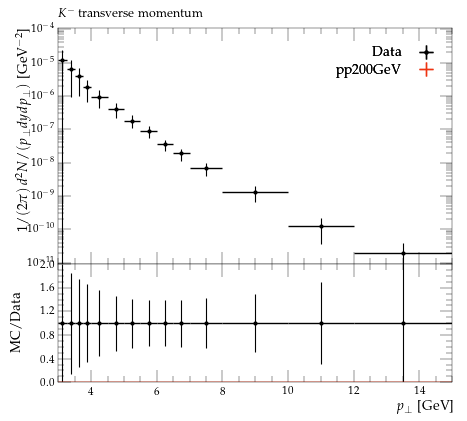 K⁻ transverse momentum
1/(2π) d²N/(p⊥dydp⊥) [GeV⁻²]
10⁻⁴
10⁻⁵
10⁻⁶
10⁻⁷
10⁻⁸
10⁻⁹
10⁻¹⁰
10⁻¹¹
Data
pp200GeV
MC/Data
2.0
1.6
1.2
0.8
0.4
0.0
4 6 8 10 12 14
p⊥ [GeV]